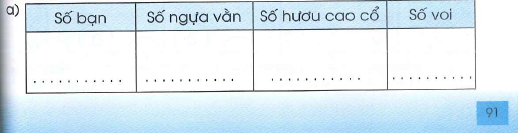 a) Số bạn Số ngựa vằn Số hươu cao cổ Số voi
........... ........... ........... ...........
91